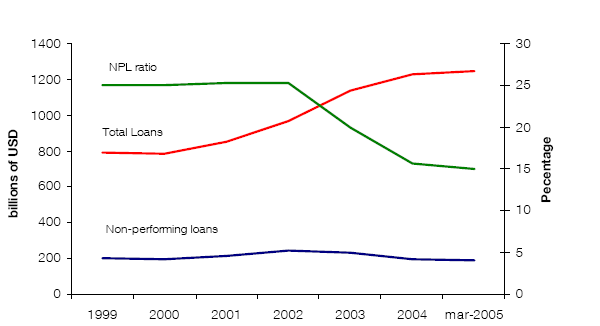 1400
1200
1000
800
600
400
200
0
billions of USD
30
25
20
15
10
5
0
Pecentage
NPL ratio
Total Loans
Non-performing loans
1999 2000 2001 2002 2003 2004 mar-2005